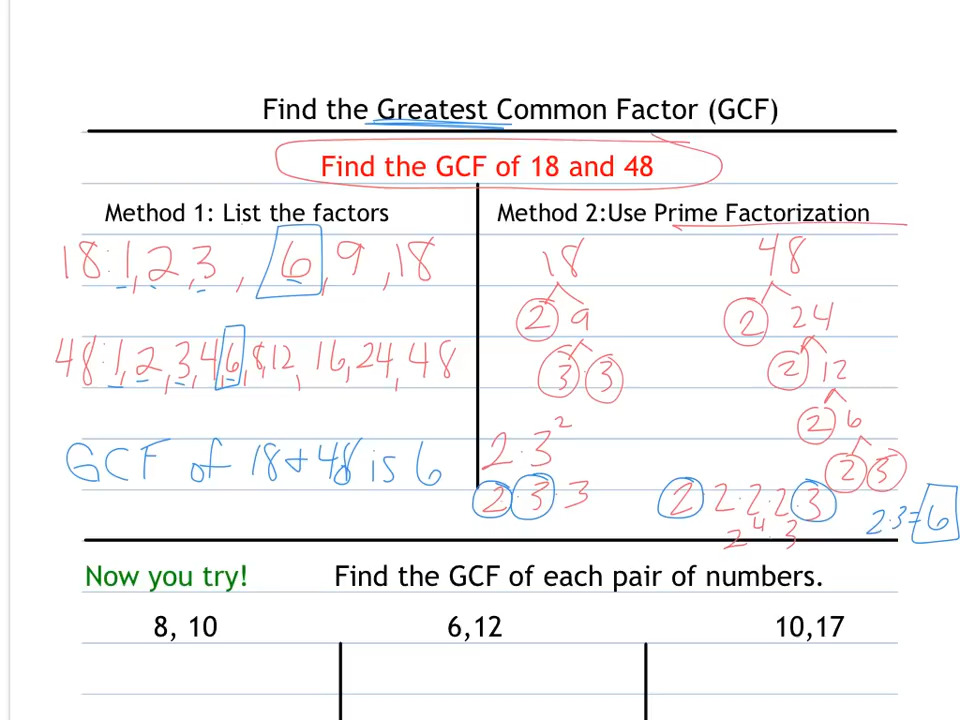 Find the Greatest Common Factor (GCF)
Find the GCF of 18 and 48
Method 1: List the factors
18: 1, 2, 3, , 6, 9, 18
48: 1, 2, 3, 4, 6, 8, 12, 16, 24, 48
GCF of 18 + 48 is 6
Method 2:Use Prime Factorization
18
2 9
3 · 3
2 · 3²
2 · 3 · 3
48
2 24
2 12
2 6
2 3
2 · 2 · 2 · 2 · 3
2⁴ · 3
2·3=6
Now you try!
Find the GCF of each pair of numbers.
8, 10
6,12
10,17